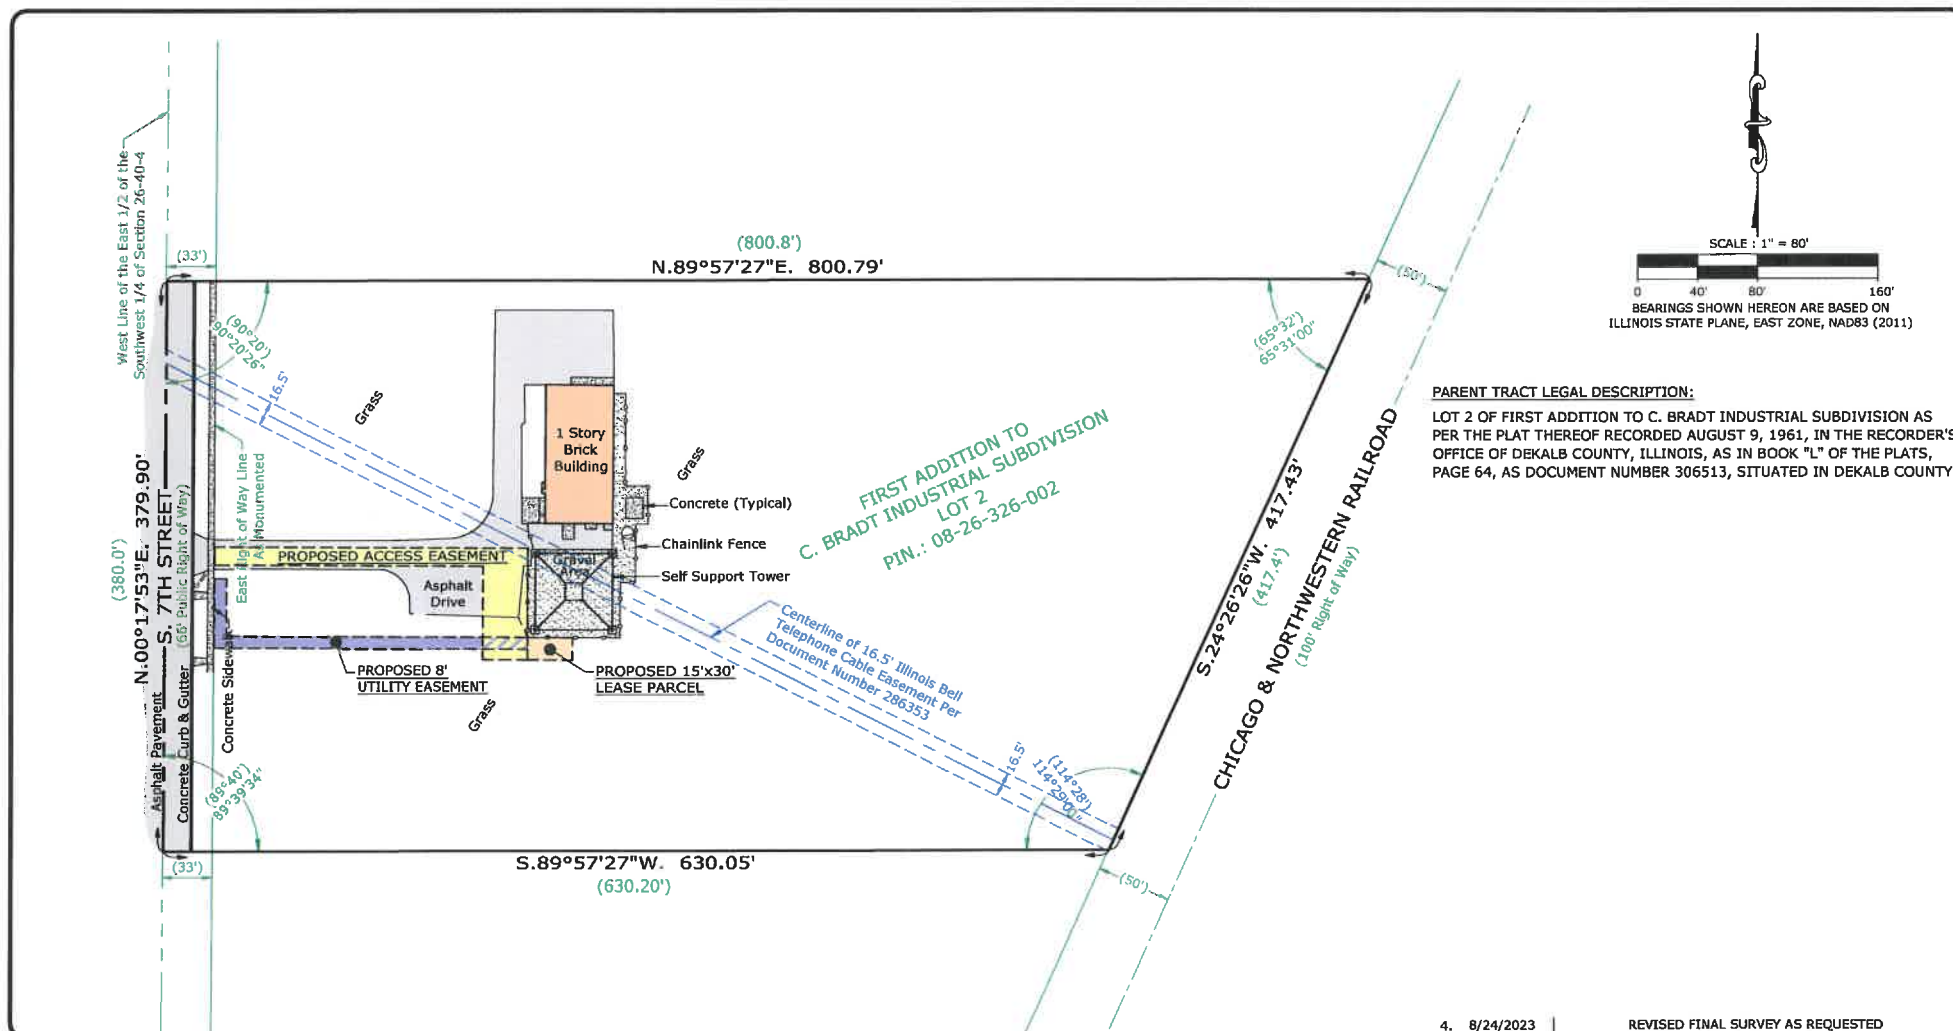 West Line of the East 1/2 of the
Southwest 1/4 of Section 26-40-4
(33')
(800.8')
N.89°57'27"E. 800.79'
(50')
SCALE : 1" = 80'
0 40' 80' 160'
BEARINGS SHOWN HEREON ARE BASED ON
ILLINOIS STATE PLANE, EAST ZONE, NAD83 (2011)
(90°20')
90°20'26"
(65°32')
65°31'00"
16.5'
Grass
PARENT TRACT LEGAL DESCRIPTION:
LOT 2 OF FIRST ADDITION TO C. BRADT INDUSTRIAL SUBDIVISION AS
PER THE PLAT THEREOF RECORDED AUGUST 9, 1961, IN THE RECORDER'S
OFFICE OF DEKALB COUNTY, ILLINOIS, AS IN BOOK "L" OF THE PLATS,
PAGE 64, AS DOCUMENT NUMBER 306513, SITUATED IN DEKALB COUNTY
1 Story
Brick
Building
Grass
FIRST ADDITION TO
C. BRADT INDUSTRIAL SUBDIVISION
LOT 2
PIN.: 08-26-326-002
Concrete (Typical)
Chainlink Fence
Self Support Tower
Gravel
Area
PROPOSED ACCESS EASEMENT
Asphalt
Drive
East Right of Way Line
As Monumented
(380.0')
N.00°17'53"E. 379.90'
S. 7TH STREET
(66' Public Right of Way)
Asphalt Pavement
Concrete Curb & Gutter
Concrete Sidewalk
PROPOSED 8'
UTILITY EASEMENT
PROPOSED 15'x30'
LEASE PARCEL
Grass
Centerline of 16.5' Illinois Bell
Telephone Cable Easement Per
Document Number 286353
S.24°26'26"W. 417.43'
(417.4')
CHICAGO & NORTHWESTERN RAILROAD
(100' Right of Way)
16.5'
(114°28')
114°29'00"
(89°40')
89°39'34"
(33')
S.89°57'27"W. 630.05'
(630.20')
(50')
4. 8/24/2023 REVISED FINAL SURVEY AS REQUESTED